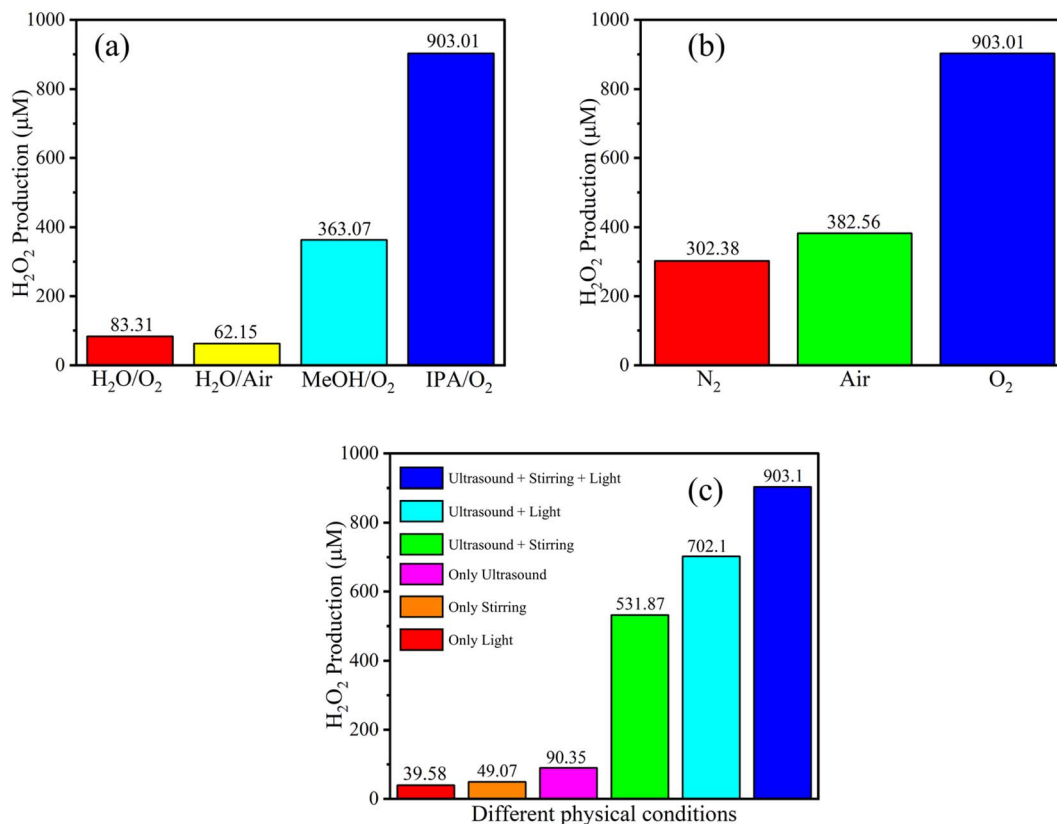 (a)
H₂O₂ Production (µM)
1000
800
600
400
200
0
83.31
62.15
363.07
903.01
H₂O/O₂ H₂O/Air MeOH/O₂ IPA/O₂
(b)
H₂O₂ Production (µM)
1000
800
600
400
200
0
302.38
382.56
903.01
N₂ Air O₂
(c)
H₂O₂ Production (µM)
1000
800
600
400
200
0
Ultrasound + Stirring + Light
Ultrasound + Light
Ultrasound + Stirring
Only Ultrasound
Only Stirring
Only Light
39.58
49.07
90.35
531.87
702.1
903.1
Different physical conditions